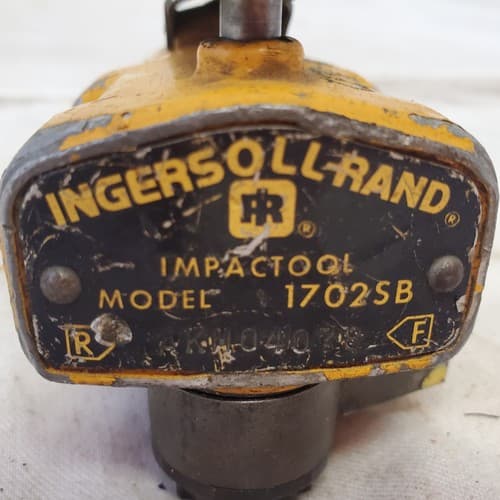 INGERSOLL-RAND®
IR ®
IMPACTOOL
MODEL 1702SB
R F